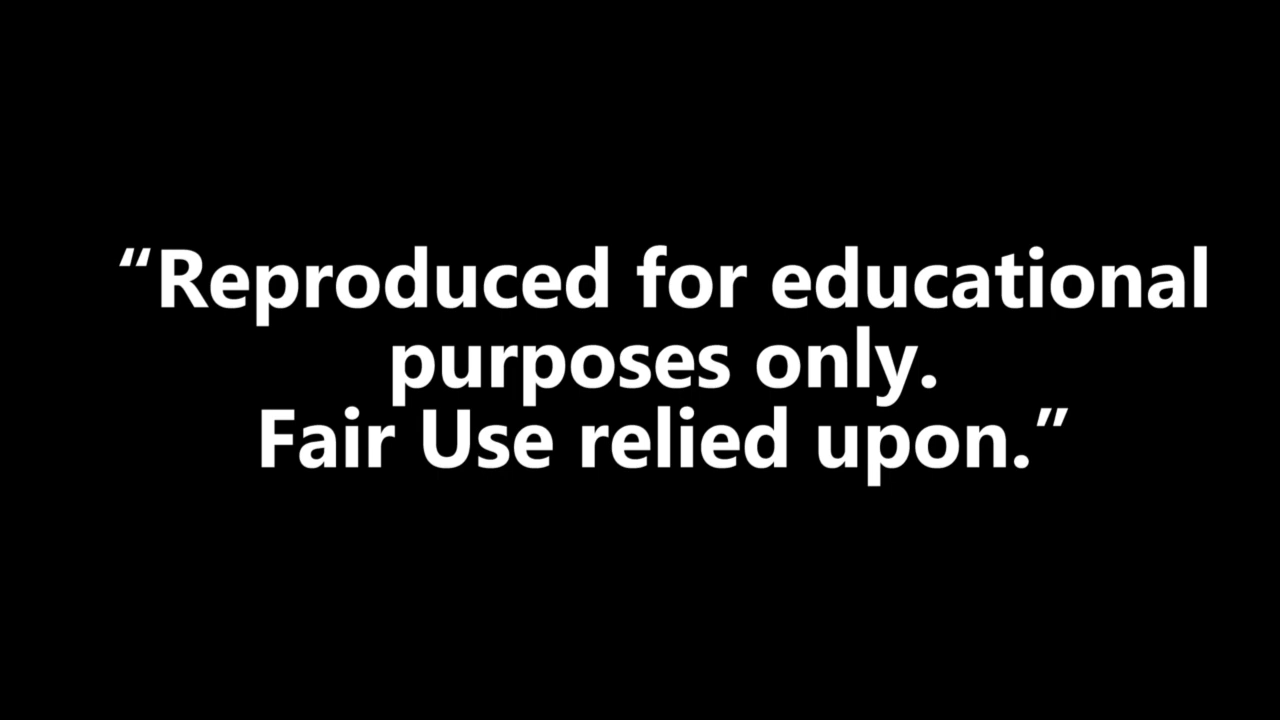 “Reproduced for educational
purposes only.
Fair Use relied upon.”